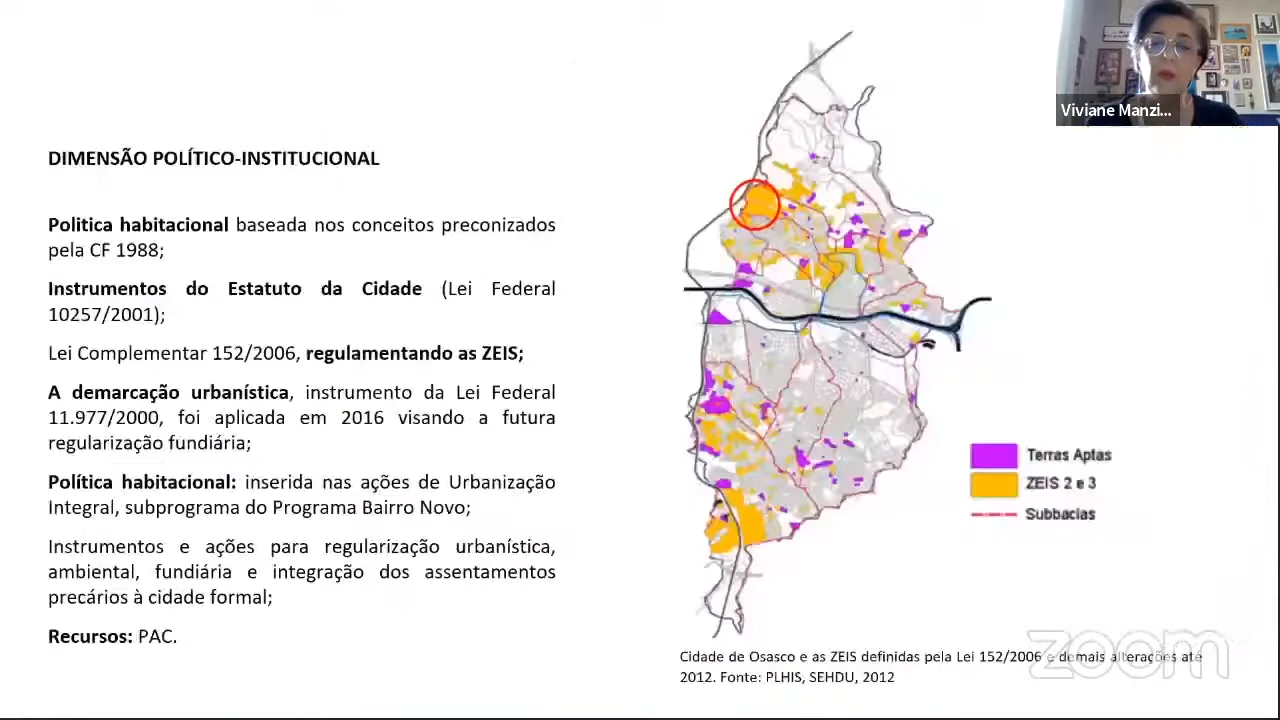 Viviane Manzi...
DIMENSÃO POLÍTICO-INSTITUCIONAL
Politica habitacional baseada nos conceitos preconizados
pela CF 1988;
Instrumentos do Estatuto da Cidade (Lei Federal
10257/2001);
Lei Complementar 152/2006, regulamentando as ZEIS;
A demarcação urbanística, instrumento da Lei Federal
11.977/2000, foi aplicada em 2016 visando a futura
regularização fundiária;
Política habitacional: inserida nas ações de Urbanização
Integral, subprograma do Programa Bairro Novo;
Instrumentos e ações para regularização urbanística,
ambiental, fundiária e integração dos assentamentos
precários à cidade formal;
Recursos: PAC.
Terras Aptas
ZEIS 2 e 3
Subbacias
Cidade de Osasco e as ZEIS definidas pela Lei 152/2006 e demais alterações até
2012. Fonte: PLHIS, SEHDU, 2012
zoom